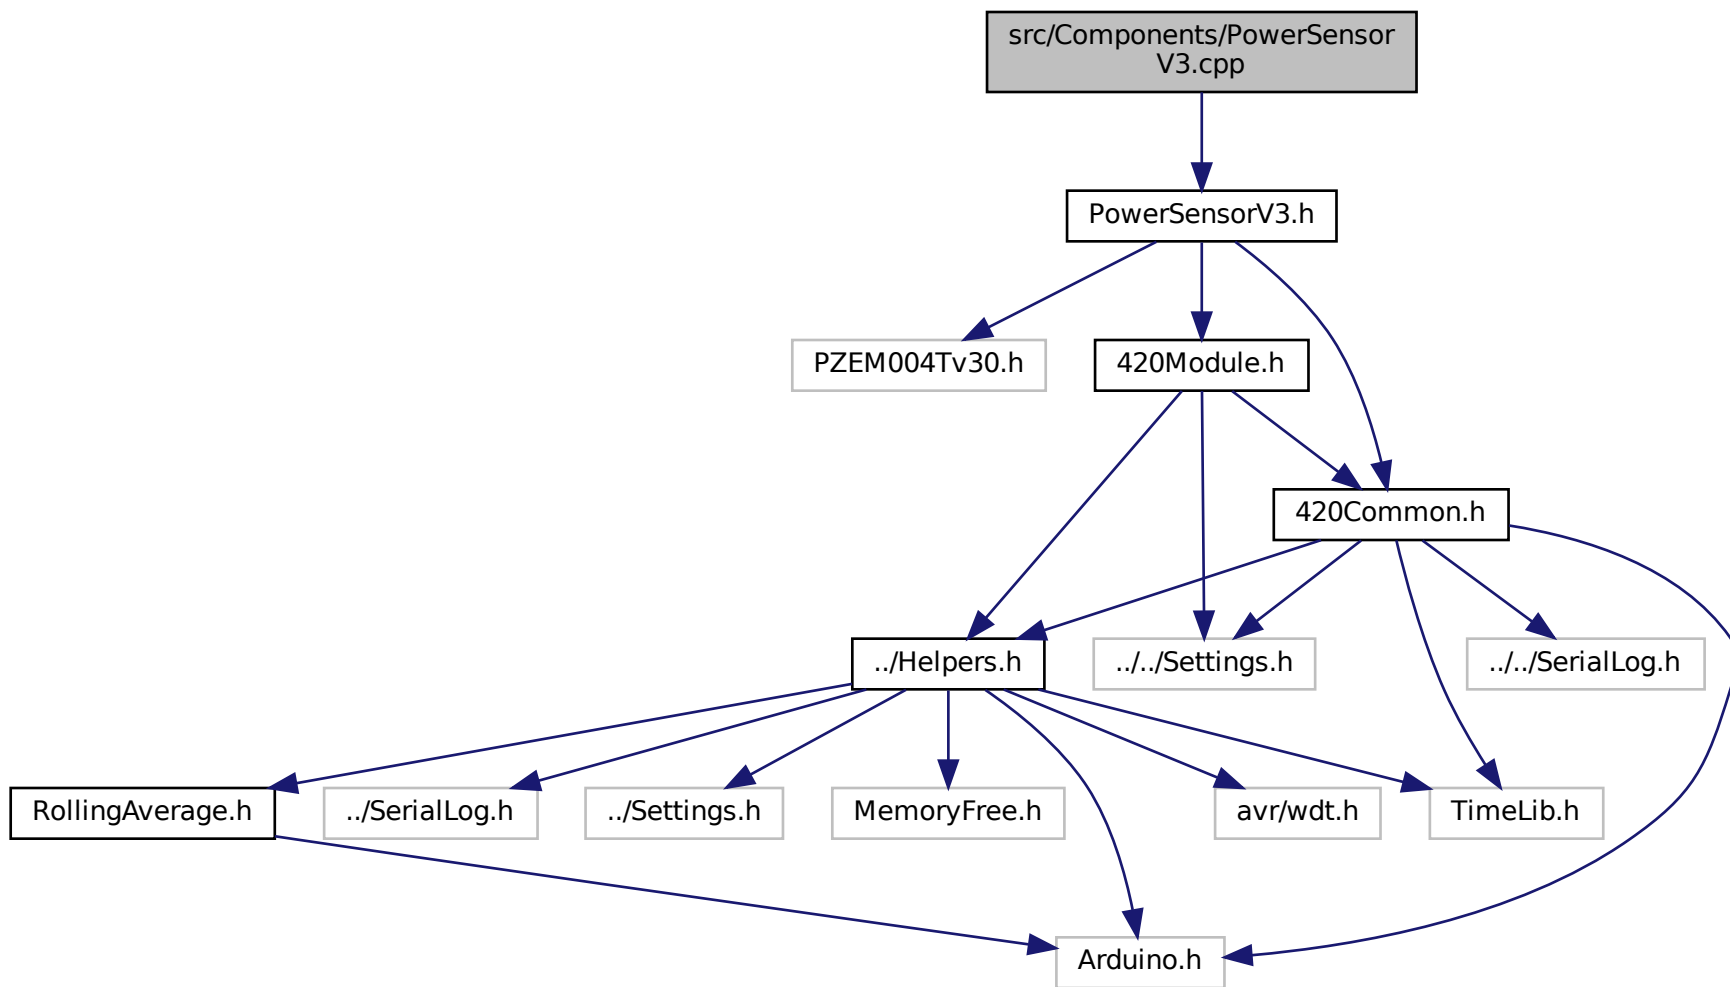 src/Components/PowerSensor
V3.cpp
PowerSensorV3.h
PZEM004Tv30.h
420Module.h
420Common.h
../Helpers.h
../../Settings.h
../../SerialLog.h
RollingAverage.h
../SerialLog.h
../Settings.h
MemoryFree.h
avr/wdt.h
TimeLib.h
Arduino.h